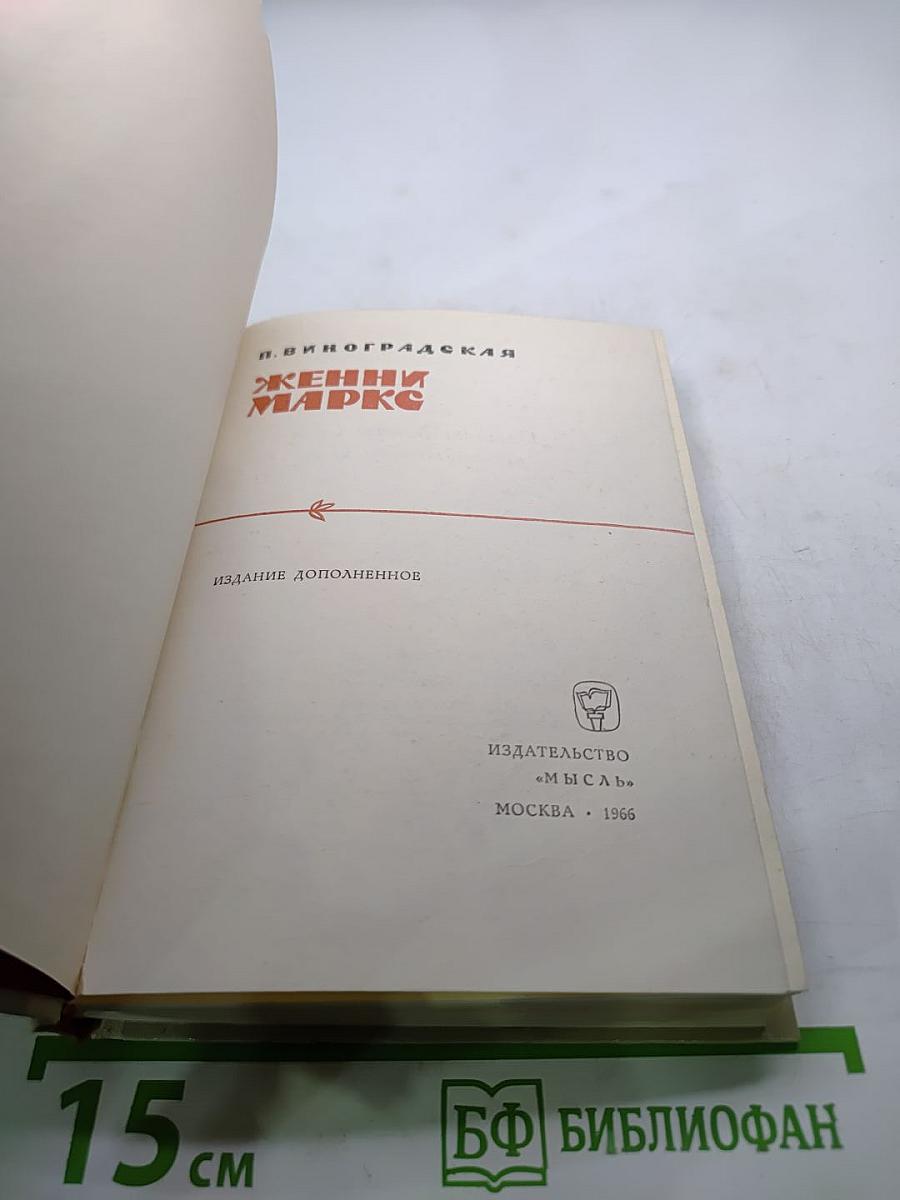 П. ВИНОГРАДСКАЯ
ЖЕННИ
МАРКС
ИЗДАНИЕ ДОПОЛНЕННОЕ
ИЗДАТЕЛЬСТВО
«МЫСЛЬ»
МОСКВА • 1966
15 СМ
БФ БИБЛИОФАН